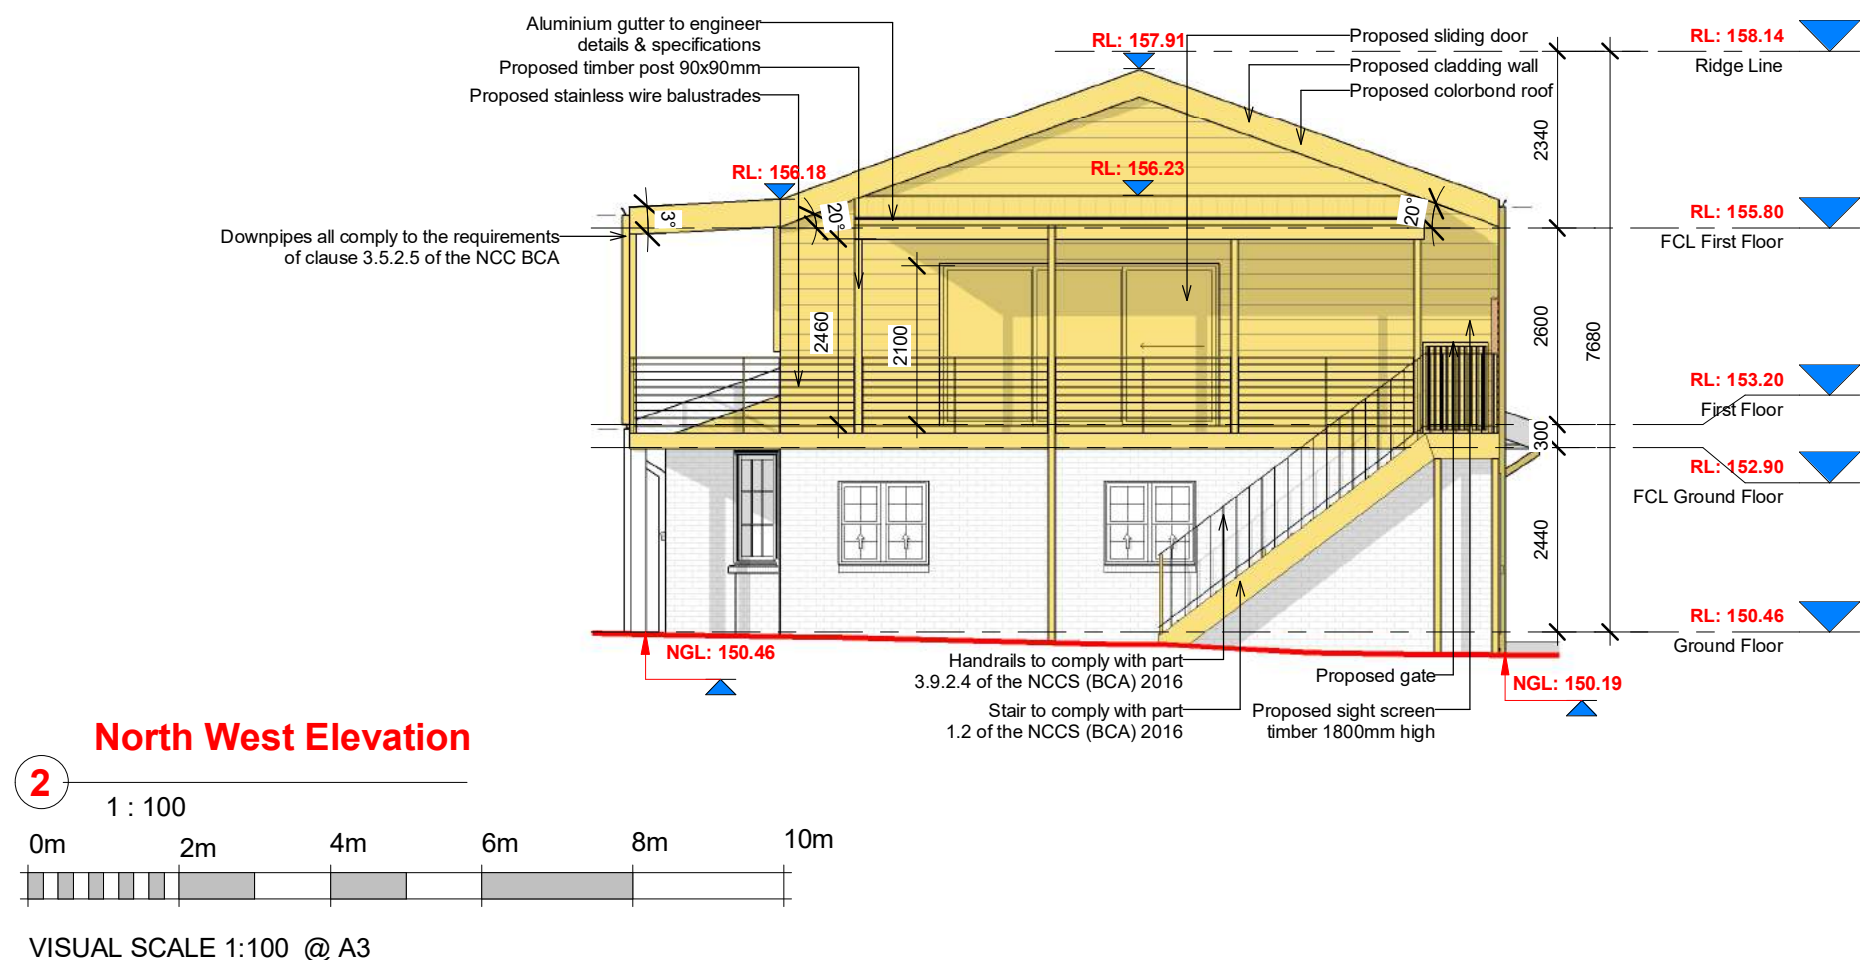 Aluminium gutter to engineer
details & specifications
Proposed timber post 90x90mm
Proposed stainless wire balustrades
RL: 157.91
Proposed sliding door
Proposed cladding wall
Proposed colorbond roof
RL: 158.14
Ridge Line
2340
RL: 156.18
RL: 156.23
3°
20°
20°
RL: 155.80
FCL First Floor
Downpipes all comply to the requirements
of clause 3.5.2.5 of the NCC BCA
2460
2100
2600
7680
RL: 153.20
First Floor
300
RL: 152.90
FCL Ground Floor
2440
RL: 150.46
Ground Floor
NGL: 150.46
Handrails to comply with part
3.9.2.4 of the NCCS (BCA) 2016
Stair to comply with part
1.2 of the NCCS (BCA) 2016
Proposed gate
Proposed sight screen
timber 1800mm high
NGL: 150.19
North West Elevation
2
1 : 100
0m 2m 4m 6m 8m 10m
VISUAL SCALE 1:100 @ A3